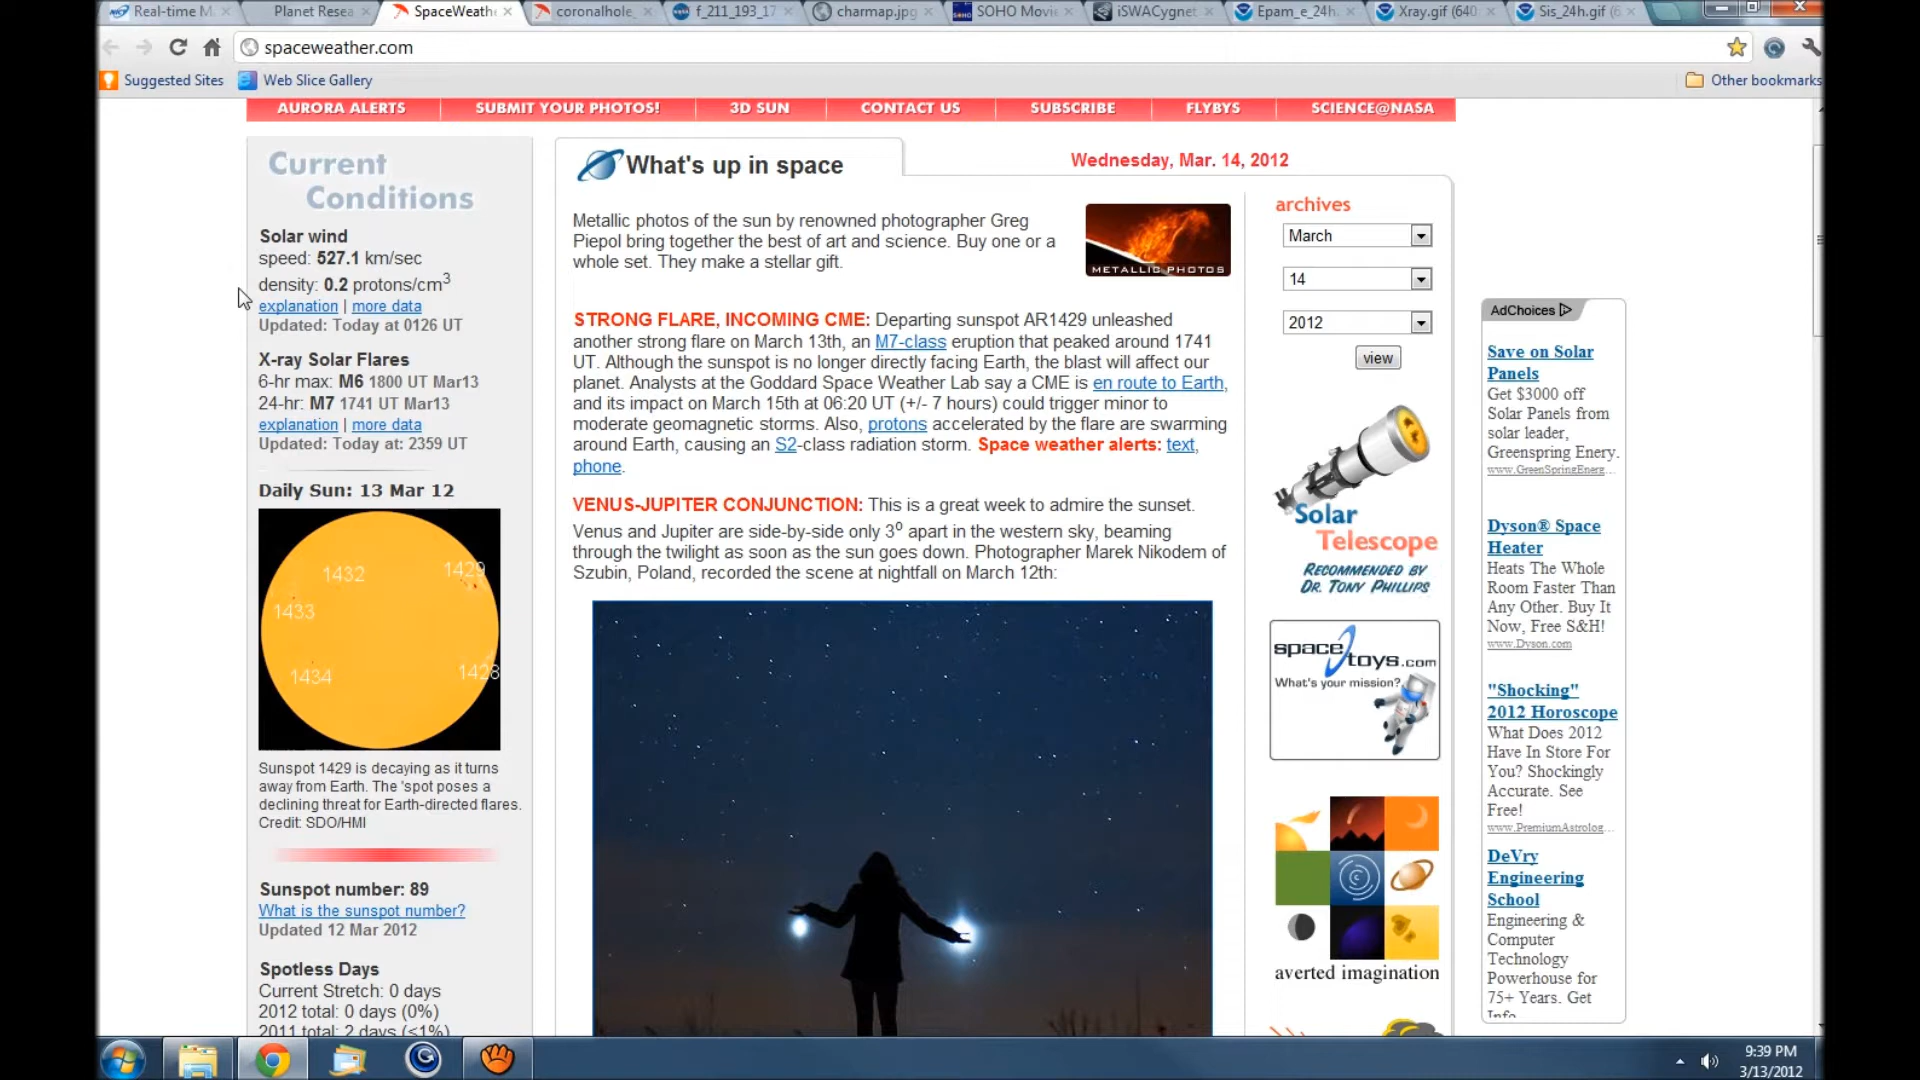 Real-time M
Planet Resea
SpaceWeathe
coronalhole_
f_211_193_17
charmap.jpg
SOHO Movie
iSWACygnet
Epam_e_24h.
Xray.gif (640
Sis_24h.gif (6
spaceweather.com
Suggested Sites
Web Slice Gallery
Other bookmarks
AURORA ALERTS
SUBMIT YOUR PHOTOS!
3D SUN
CONTACT US
SUBSCRIBE
FLYBYS
SCIENCE@NASA
Current
Conditions
Solar wind
speed: 527.1 km/sec
density: 0.2 protons/cm3
explanation | more data
Updated: Today at 0126 UT
X-ray Solar Flares
6-hr max: M6 1800 UT Mar13
24-hr: M7 1741 UT Mar13
explanation | more data
Updated: Today at: 2359 UT
Daily Sun: 13 Mar 12
1432
1429
1433
1434
1428
Sunspot 1429 is decaying as it turns
away from Earth. The 'spot poses a
declining threat for Earth-directed flares.
Credit: SDO/HMI
Sunspot number: 89
What is the sunspot number?
Updated 12 Mar 2012
Spotless Days
Current Stretch: 0 days
2012 total: 0 days (0%)
2011 total: 2 days (<1%)
What's up in space
Wednesday, Mar. 14, 2012
Metallic photos of the sun by renowned photographer Greg
Piepol bring together the best of art and science. Buy one or a
whole set. They make a stellar gift.
METALLIC PHOTOS
STRONG FLARE, INCOMING CME: Departing sunspot AR1429 unleashed
another strong flare on March 13th, an M7-class eruption that peaked around 1741
UT. Although the sunspot is no longer directly facing Earth, the blast will affect our
planet. Analysts at the Goddard Space Weather Lab say a CME is en route to Earth,
and its impact on March 15th at 06:20 UT (+/- 7 hours) could trigger minor to
moderate geomagnetic storms. Also, protons accelerated by the flare are swarming
around Earth, causing an S2-class radiation storm. Space weather alerts: text,
phone.
VENUS-JUPITER CONJUNCTION: This is a great week to admire the sunset.
Venus and Jupiter are side-by-side only 3o apart in the western sky, beaming
through the twilight as soon as the sun goes down. Photographer Marek Nikodem of
Szubin, Poland, recorded the scene at nightfall on March 12th:
archives
March
14
2012
view
Solar
Telescope
RECOMMENDED BY
DR. TONY PHILLIPS
space toys.com
What's your mission?
averted imagination
AdChoices
Save on Solar
Panels
Get $3000 off
Solar Panels from
solar leader,
Greenspring Enery.
www.GreenSpringEnerg...
Dyson® Space
Heater
Heats The Whole
Room Faster Than
Any Other. Buy It
Now, Free S&H!
www.Dyson.com
"Shocking"
2012 Horoscope
What Does 2012
Have In Store For
You? Shockingly
Accurate. See
Free!
www.PremiumAstrolog...
DeVry
Engineering
School
Engineering &
Computer
Technology
Powerhouse for
75+ Years. Get
Info
9:39 PM
3/13/2012